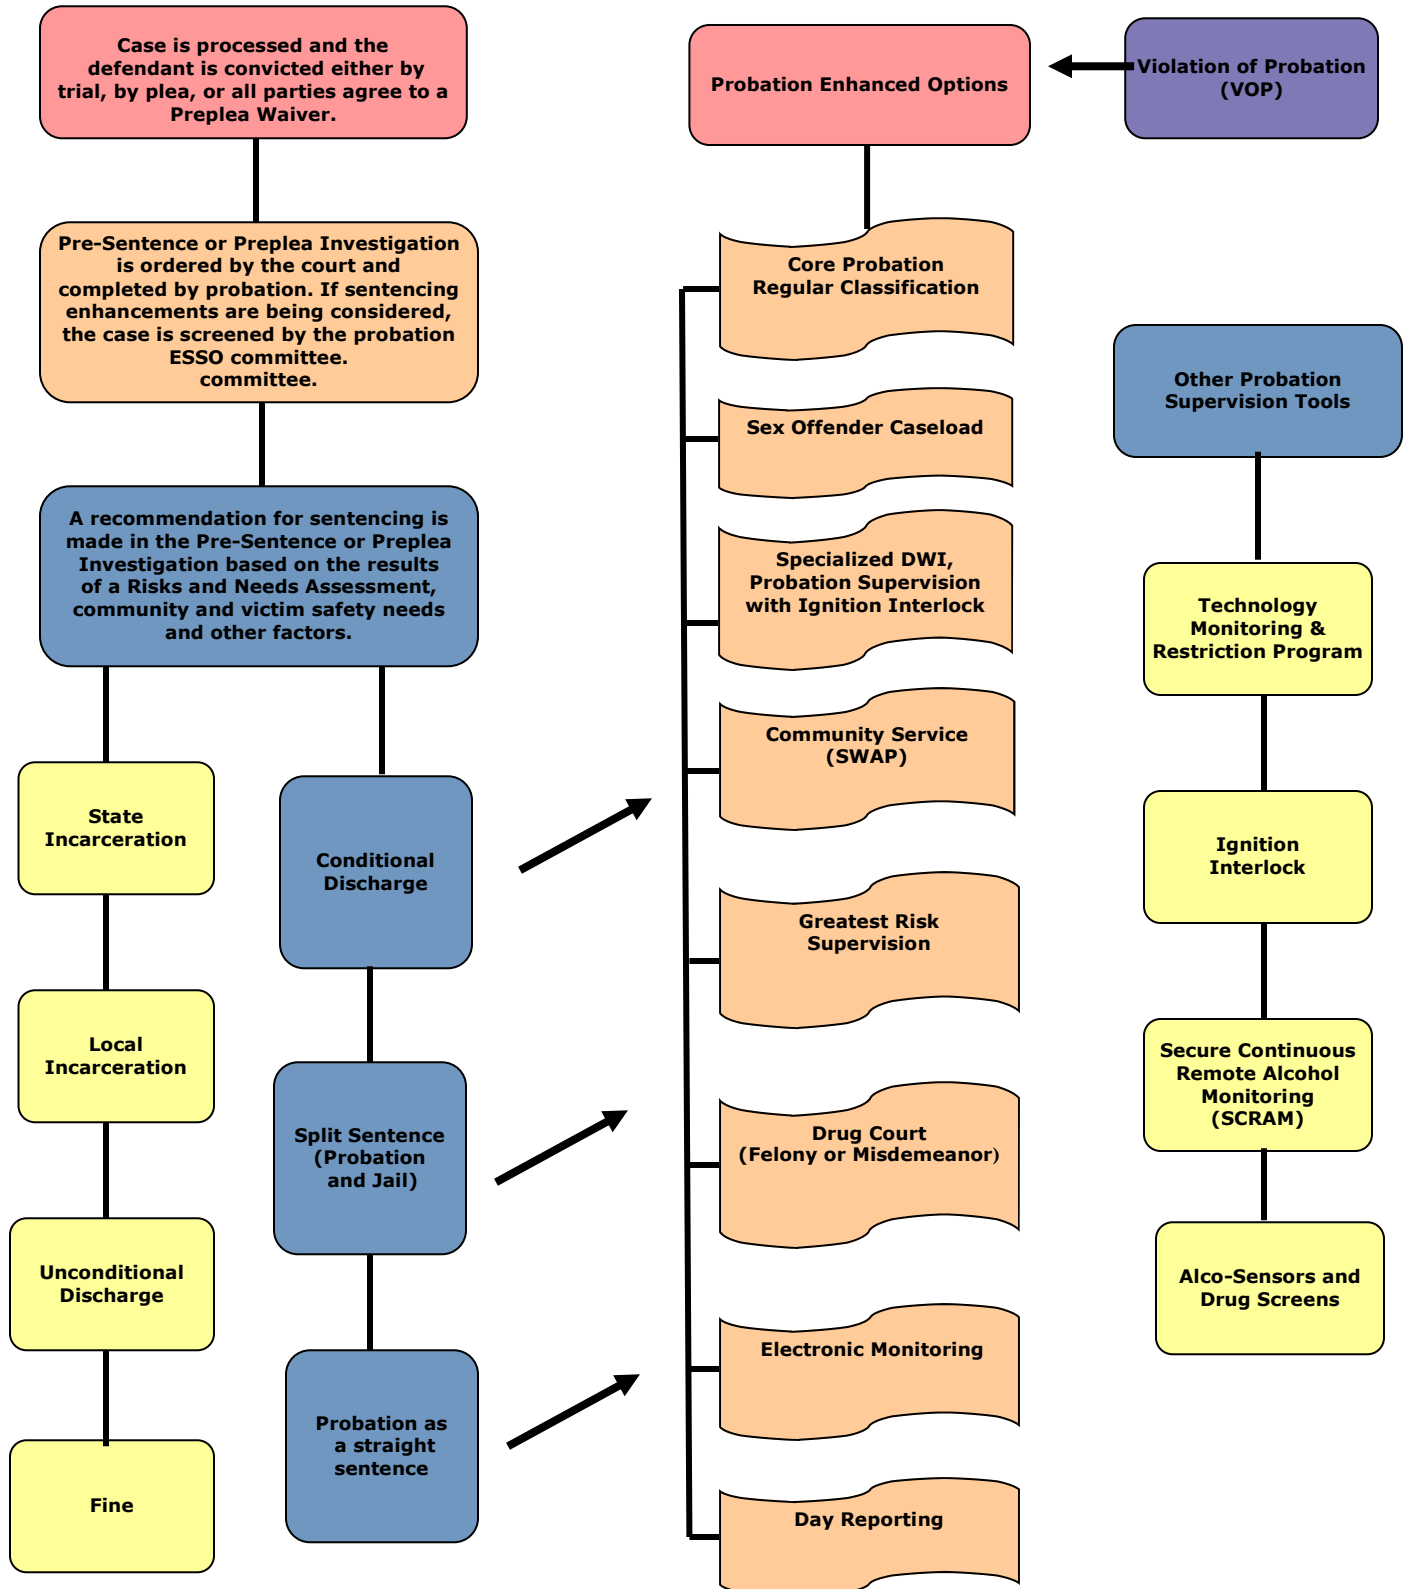 Case is processed and the
defendant is convicted either by
trial, by plea, or all parties agree to a
Preplea Waiver.
Pre-Sentence or Preplea Investigation
is ordered by the court and
completed by probation. If sentencing
enhancements are being considered,
the case is screened by the probation
ESSO committee.
committee.
A recommendation for sentencing is
made in the Pre-Sentence or Preplea
Investigation based on the results
of a Risks and Needs Assessment,
community and victim safety needs
and other factors.
State
Incarceration
Local
Incarceration
Unconditional
Discharge
Fine
Conditional
Discharge
Split Sentence
(Probation
and Jail)
Probation as
a straight
sentence
Probation Enhanced Options
Violation of Probation
(VOP)
Core Probation
Regular Classification
Sex Offender Caseload
Specialized DWI,
Probation Supervision
with Ignition Interlock
Community Service
(SWAP)
Greatest Risk
Supervision
Drug Court
(Felony or Misdemeanor)
Electronic Monitoring
Day Reporting
Other Probation
Supervision Tools
Technology
Monitoring &
Restriction Program
Ignition
Interlock
Secure Continuous
Remote Alcohol
Monitoring
(SCRAM)
Alco-Sensors and
Drug Screens